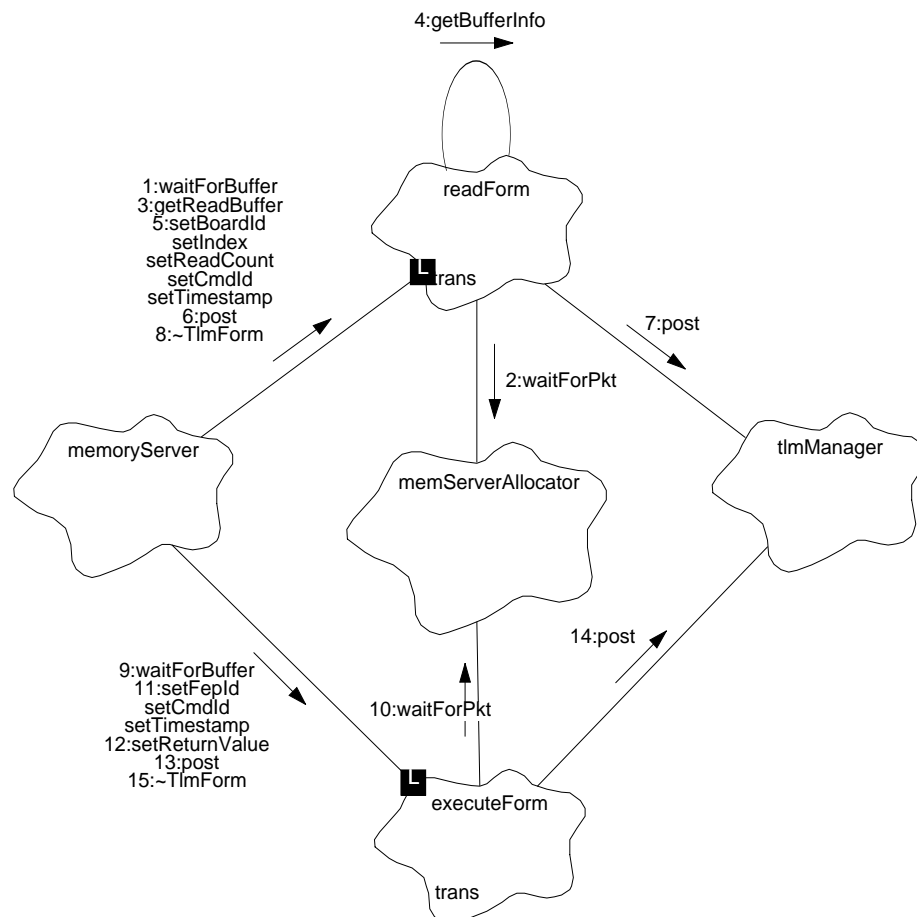 4:getBufferInfo
readForm
1:waitForBuffer
3:getReadBuffer
5:setBoardId
setIndex
setReadCount
setCmdId
setTimestamp
6:post
8:~TlmForm
L
trans
7:post
2:waitForPkt
memoryServer
memServerAllocator
tlmManager
14:post
9:waitForBuffer
11:setFepId
setCmdId
setTimestamp
12:setReturnValue
13:post
15:~TlmForm
10:waitForPkt
L
executeForm
trans